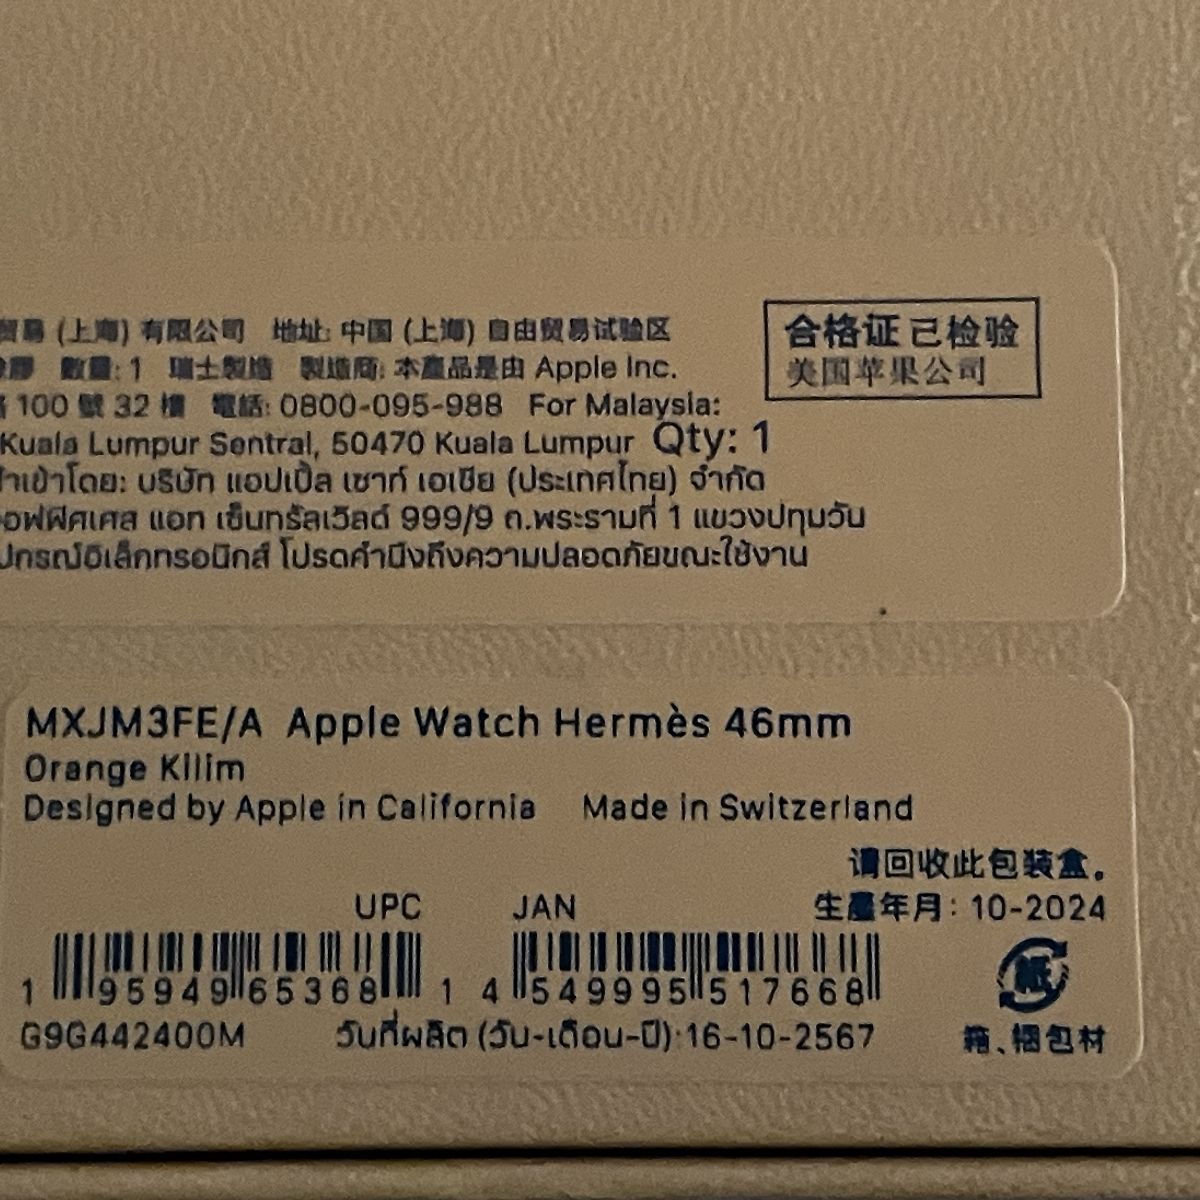 貿易 (上海) 有限公司 地址: 中国 (上海) 自由贸易试验区
膠 數量: 1 瑞士製造 製造商: 本產品是由 Apple Inc.
100 號 32 樓 電話: 0800-095-988 For Malaysia:
Kuala Lumpur Sentral, 50470 Kuala Lumpur Qty: 1
เข้าโดย: บริษัท แอปเปิ้ล เซาท์ เอเชีย (ประเทศไทย) จำกัด
ออฟฟิศเศส แอท เซ็นทรัลเวิลด์ 999/9 ถ.พระรามที่ 1 แขวงปทุมวัน
ปกรณ์อิเล็กทรอนิกส์ โปรดคำนึงถึงความปลอดภัยขณะใช้งาน
合格证 已检验
美国苹果公司
MXJM3FE/A Apple Watch Hermès 46mm
Orange Kilim
Designed by Apple in California Made in Switzerland
请回收此包装盒。
UPC JAN 生產年月: 10-2024
1 95949 65368 1 4 549995 517668
紙
G9G442400M วันที่ผลิต (วัน-เดือน-ปี):16-10-2567 箱、梱包材